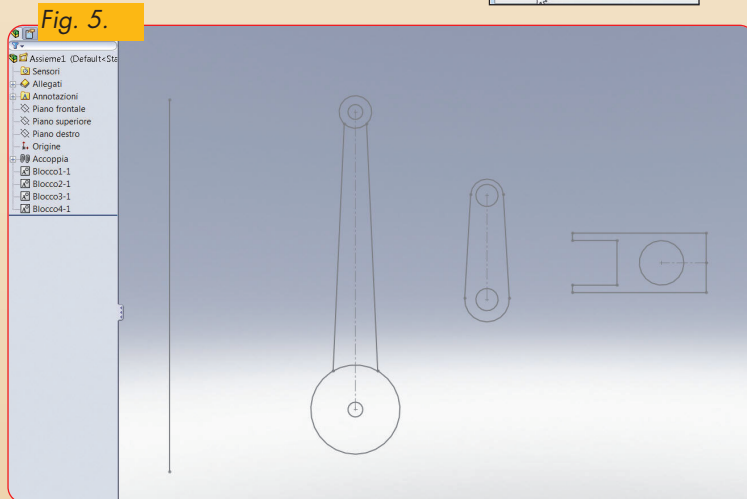 Fig. 5.
Assieme1 (Default<Sta
Sensori
Allegati
Annotazioni
Piano frontale
Piano superiore
Piano destro
Origine
Accoppia
Blocco1-1
Blocco2-1
Blocco3-1
Blocco4-1